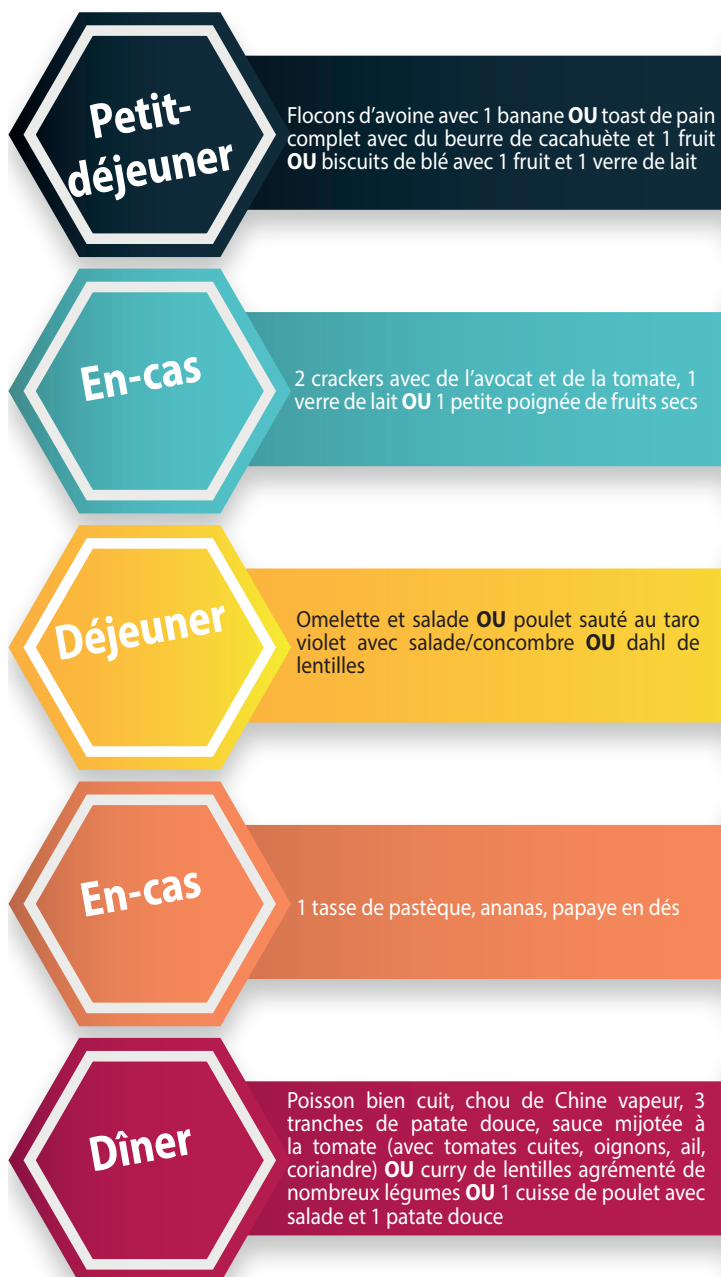 Petit-
déjeuner
Flocons d’avoine avec 1 banane OU toast de pain
complet avec du beurre de cacahuète et 1 fruit
OU biscuits de blé avec 1 fruit et 1 verre de lait
En-cas
2 crackers avec de l’avocat et de la tomate, 1
verre de lait OU 1 petite poignée de fruits secs
Déjeuner
Omelette et salade OU poulet sauté au taro
violet avec salade/concombre OU dahl de
lentilles
En-cas
1 tasse de pastèque, ananas, papaye en dés
Dîner
Poisson bien cuit, chou de Chine vapeur, 3
tranches de patate douce, sauce mijotée à
la tomate (avec tomates cuites, oignons, ail,
coriandre) OU curry de lentilles agrémenté de
nombreux légumes OU 1 cuisse de poulet avec
salade et 1 patate douce